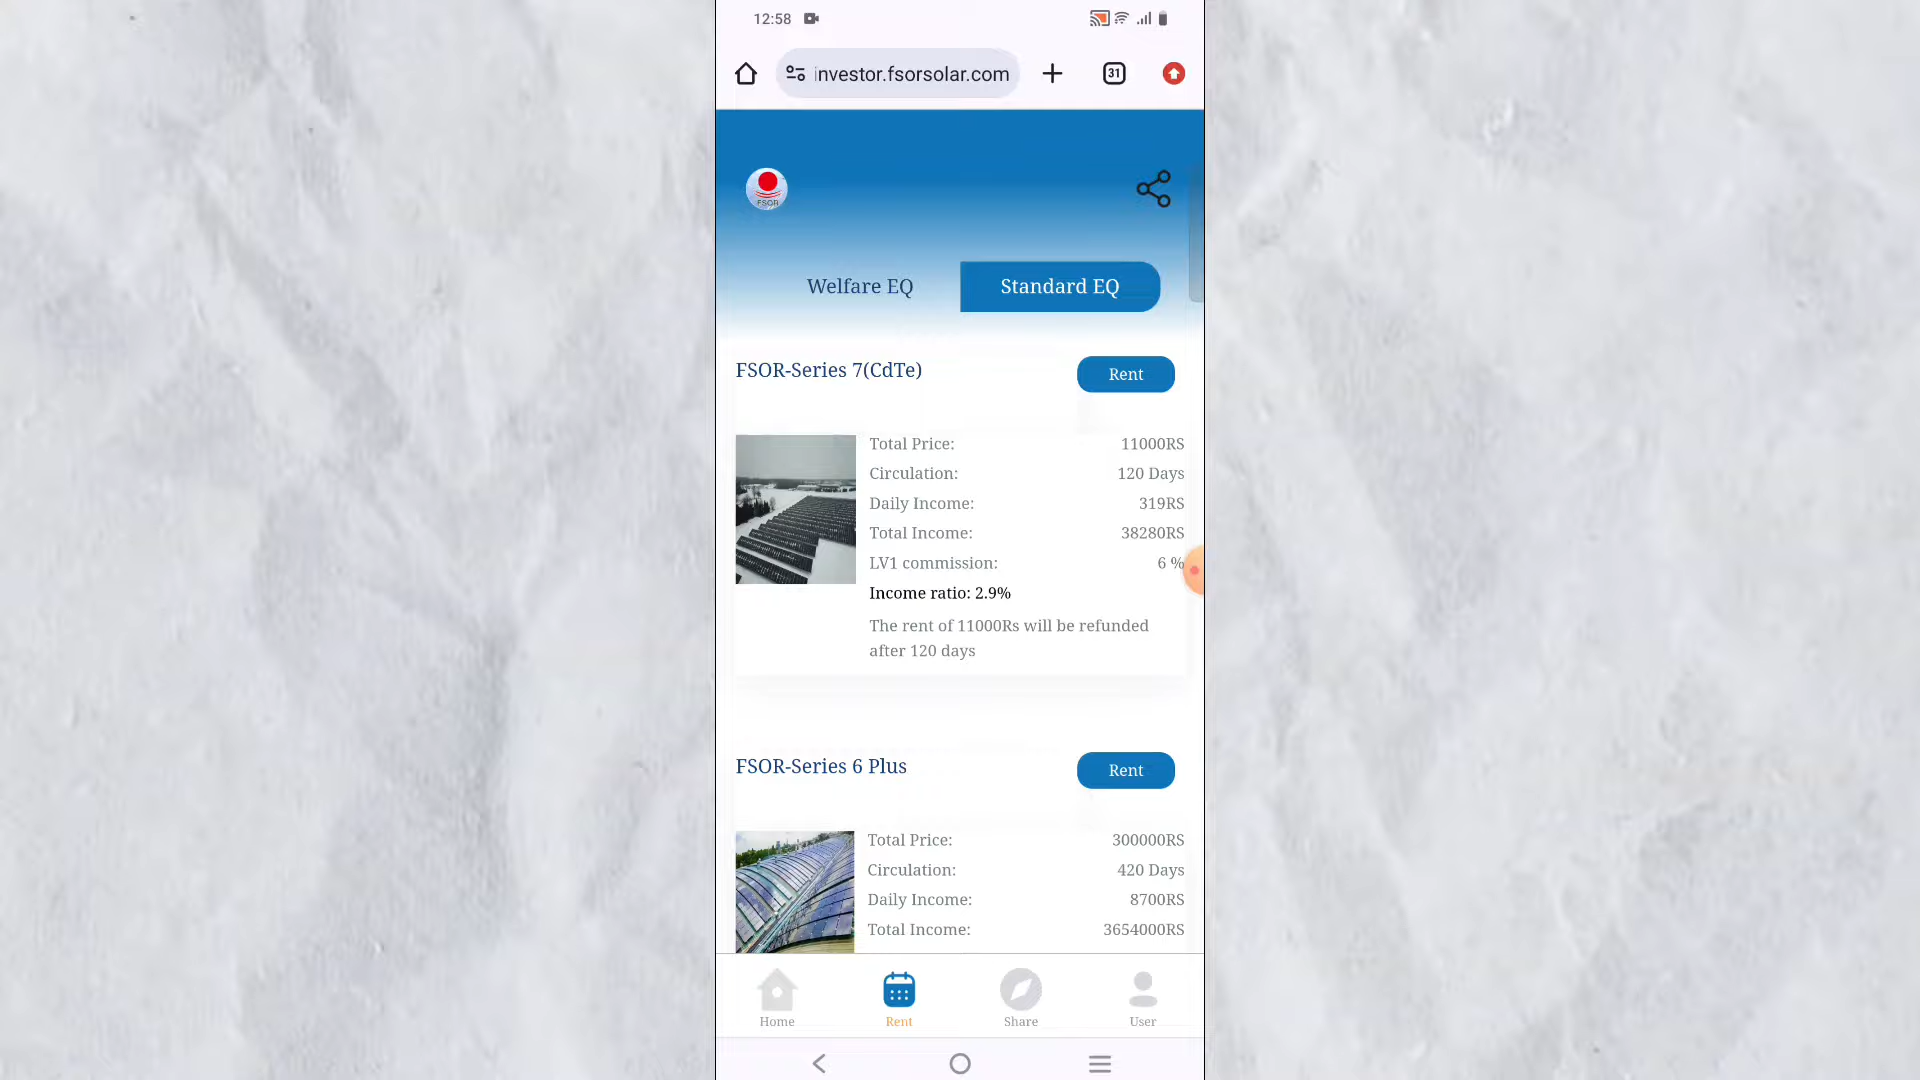 12:58
investor.fsorsolar.com
31
FSOR
Welfare EQ
Standard EQ
FSOR-Series 7(CdTe)
Rent
Total Price: 11000RS
Circulation: 120 Days
Daily Income: 319RS
Total Income: 38280RS
LV1 commission: 6 %
Income ratio: 2.9%
The rent of 11000Rs will be refunded
after 120 days
FSOR-Series 6 Plus
Rent
Total Price: 300000RS
Circulation: 420 Days
Daily Income: 8700RS
Total Income: 3654000RS
Home
Rent
Share
User